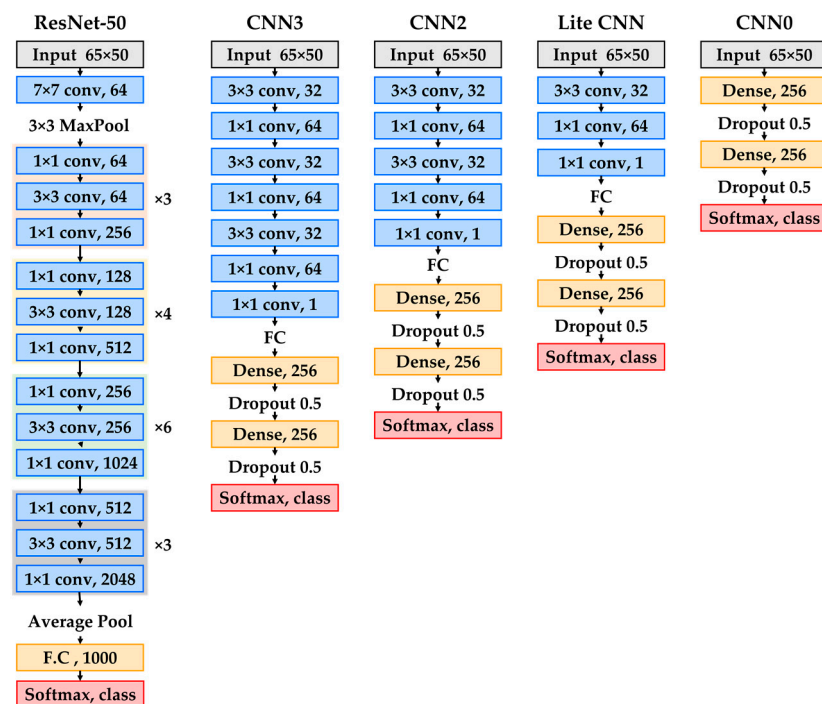 ResNet-50
Input 65×50
7×7 conv, 64
3×3 MaxPool
1×1 conv, 64
3×3 conv, 64
×3
1×1 conv, 256
1×1 conv, 128
3×3 conv, 128
×4
1×1 conv, 512
1×1 conv, 256
3×3 conv, 256
×6
1×1 conv, 1024
1×1 conv, 512
3×3 conv, 512
×3
1×1 conv, 2048
Average Pool
F.C , 1000
Softmax, class
CNN3
Input 65×50
3×3 conv, 32
1×1 conv, 64
3×3 conv, 32
1×1 conv, 64
3×3 conv, 32
1×1 conv, 64
1×1 conv, 1
FC
Dense, 256
Dropout 0.5
Dense, 256
Dropout 0.5
Softmax, class
CNN2
Input 65×50
3×3 conv, 32
1×1 conv, 64
3×3 conv, 32
1×1 conv, 64
1×1 conv, 1
FC
Dense, 256
Dropout 0.5
Dense, 256
Dropout 0.5
Softmax, class
Lite CNN
Input 65×50
3×3 conv, 32
1×1 conv, 64
1×1 conv, 1
FC
Dense, 256
Dropout 0.5
Dense, 256
Dropout 0.5
Softmax, class
CNN0
Input 65×50
Dense, 256
Dropout 0.5
Dense, 256
Dropout 0.5
Softmax, class